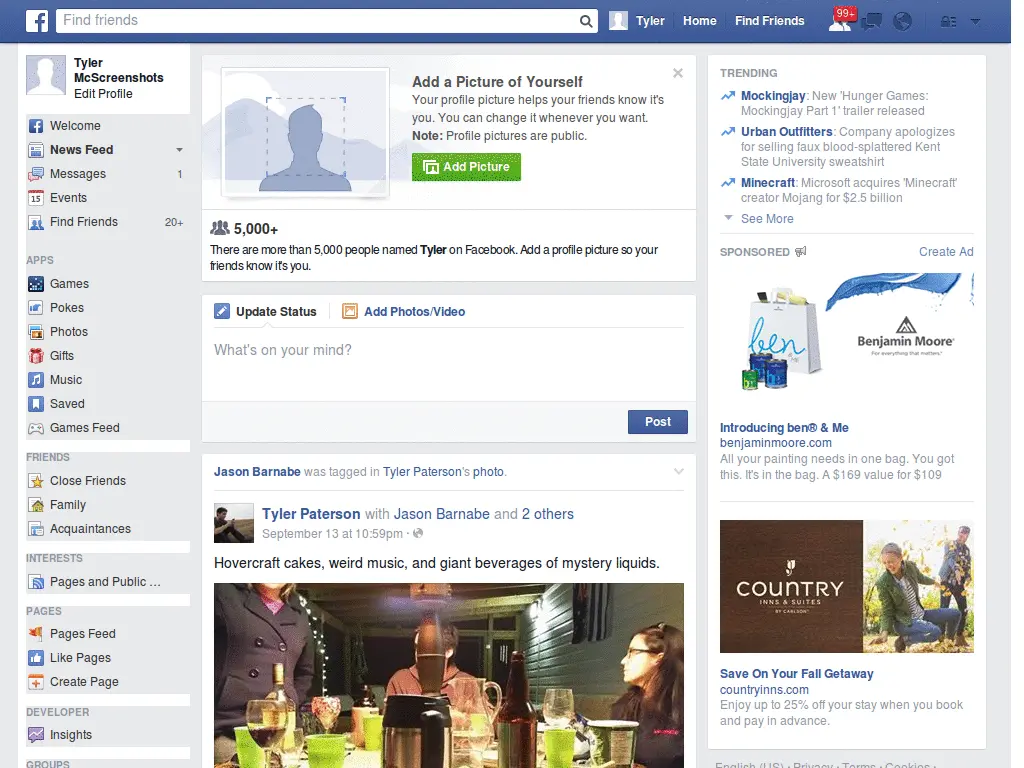 Find friends
Tyler
Home
Find Friends
99+
Tyler
McScreenshots
Edit Profile
Welcome
News Feed
Messages
1
15
Events
Find Friends
20+
APPS
Games
Pokes
Photos
Gifts
Music
Saved
Games Feed
FRIENDS
Close Friends
Family
Acquaintances
INTERESTS
Pages and Public ...
PAGES
Pages Feed
Like Pages
Create Page
DEVELOPER
Insights
GROUPS
Add a Picture of Yourself
Your profile picture helps your friends know it's
you. You can change it whenever you want.
Note: Profile pictures are public.
Add Picture
5,000+
There are more than 5,000 people named Tyler on Facebook. Add a profile picture so your
friends know it's you.
Update Status
Add Photos/Video
What's on your mind?
Post
Jason Barnabe was tagged in Tyler Paterson's photo.
Tyler Paterson with Jason Barnabe and 2 others
September 13 at 10:59pm ·
Hovercraft cakes, weird music, and giant beverages of mystery liquids.
TRENDING
Mockingjay: New 'Hunger Games:
Mockingjay Part 1' trailer released
Urban Outfitters: Company apologizes
for selling faux blood-splattered Kent
State University sweatshirt
Minecraft: Microsoft acquires 'Minecraft'
creator Mojang for $2.5 billion
See More
SPONSORED
Create Ad
ben
& ME
Benjamin Moore®
For everything that matters.®
Introducing ben® & Me
benjaminmoore.com
All your painting needs in one bag. You got
this. It's in the bag. A $169 value for $109
COUNTRY
INNS & SUITES
BY CARLSON
Save On Your Fall Getaway
countryinns.com
Enjoy up to 25% off your stay when you book
and pay in advance.
English (US) · Privacy · Terms · Cookies ·